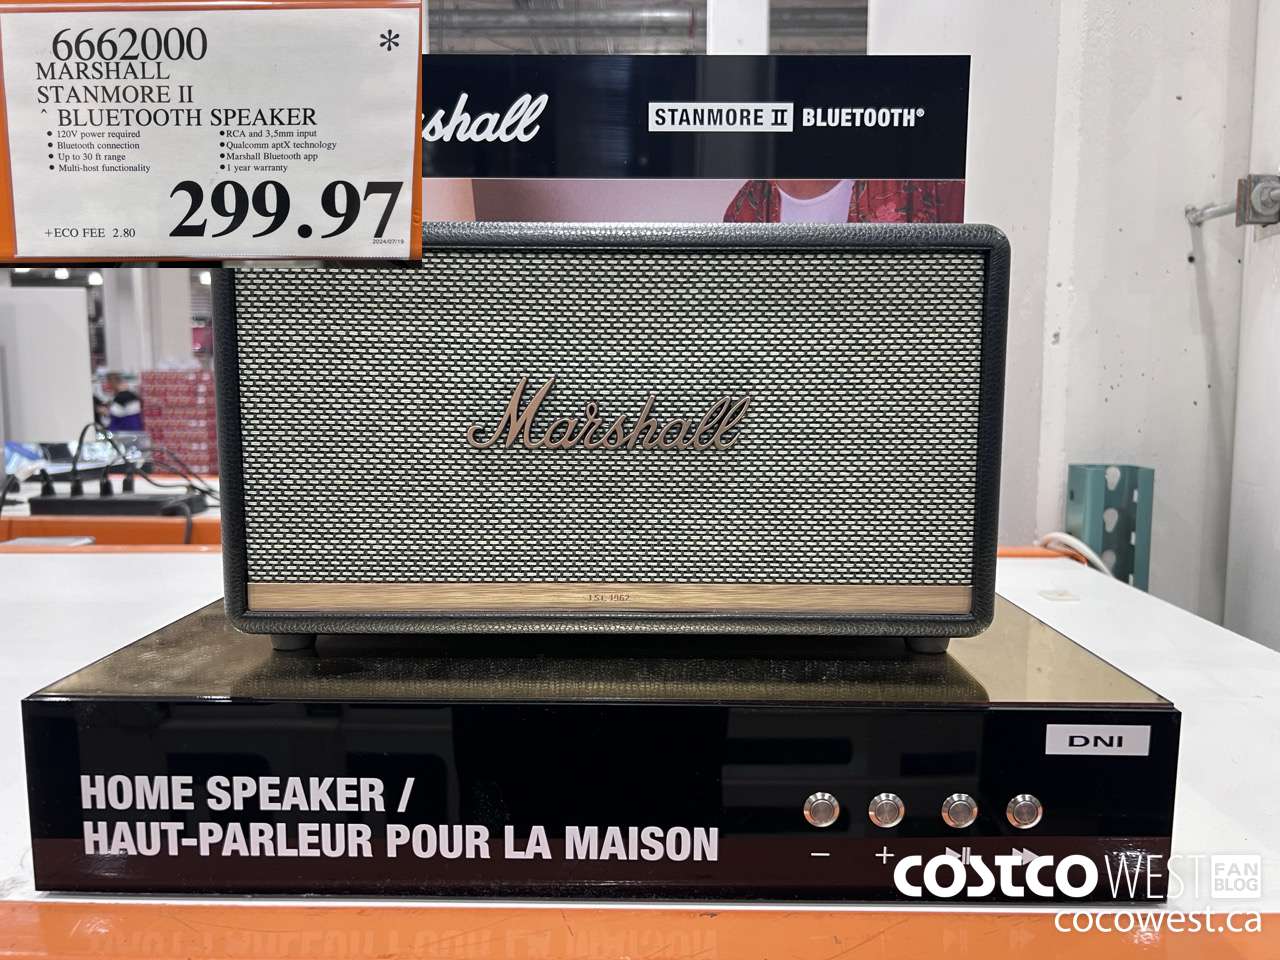 6662000 *
MARSHALL
STANMORE II
^ BLUETOOTH SPEAKER
• 120V power required
• Bluetooth connection
• Up to 30 ft range
• Multi-host functionality
• RCA and 3,5mm input
• Qualcomm aptX technology
• Marshall Bluetooth app
• 1 year warranty
299.97
+ECO FEE 2.80
2024/07/19
shall
STANMORE II BLUETOOTH®
Marshall
EST. 1962
DNI
HOME SPEAKER /
HAUT-PARLEUR POUR LA MAISON
− +
COSTCO WEST FAN BLOG
cocowest.ca